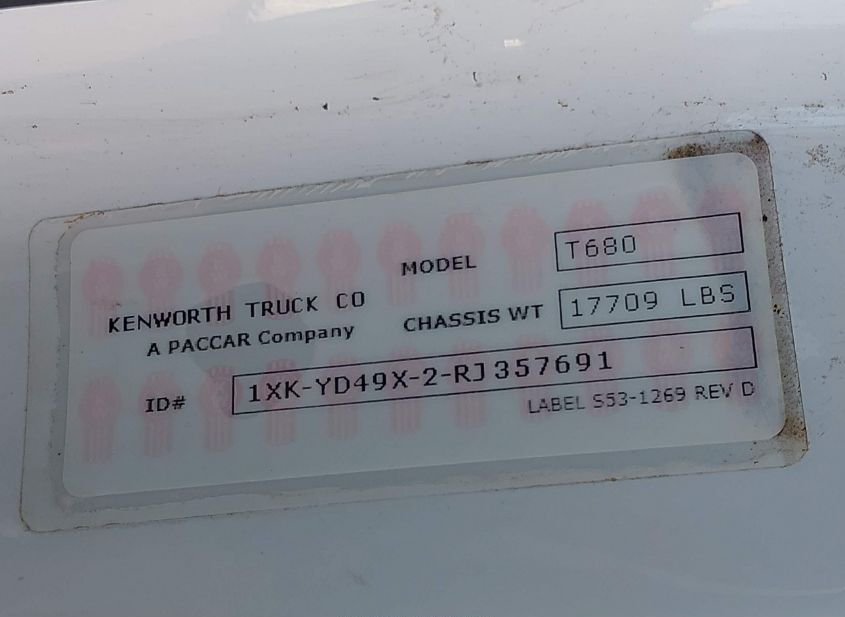 MODEL T680
KENWORTH TRUCK CO
A PACCAR Company
CHASSIS WT 17709 LBS
ID# 1XK-YD49X-2-RJ357691
LABEL S53-1269 REV D